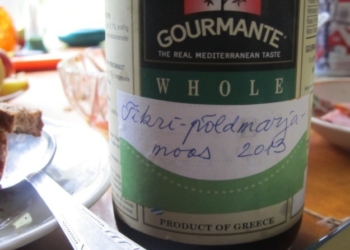 GOURMANTE
THE REAL MEDITERRANEAN TASTE
WHOLE
Tikri-põldmarja-
moos 2013
PRODUCT OF GREECE